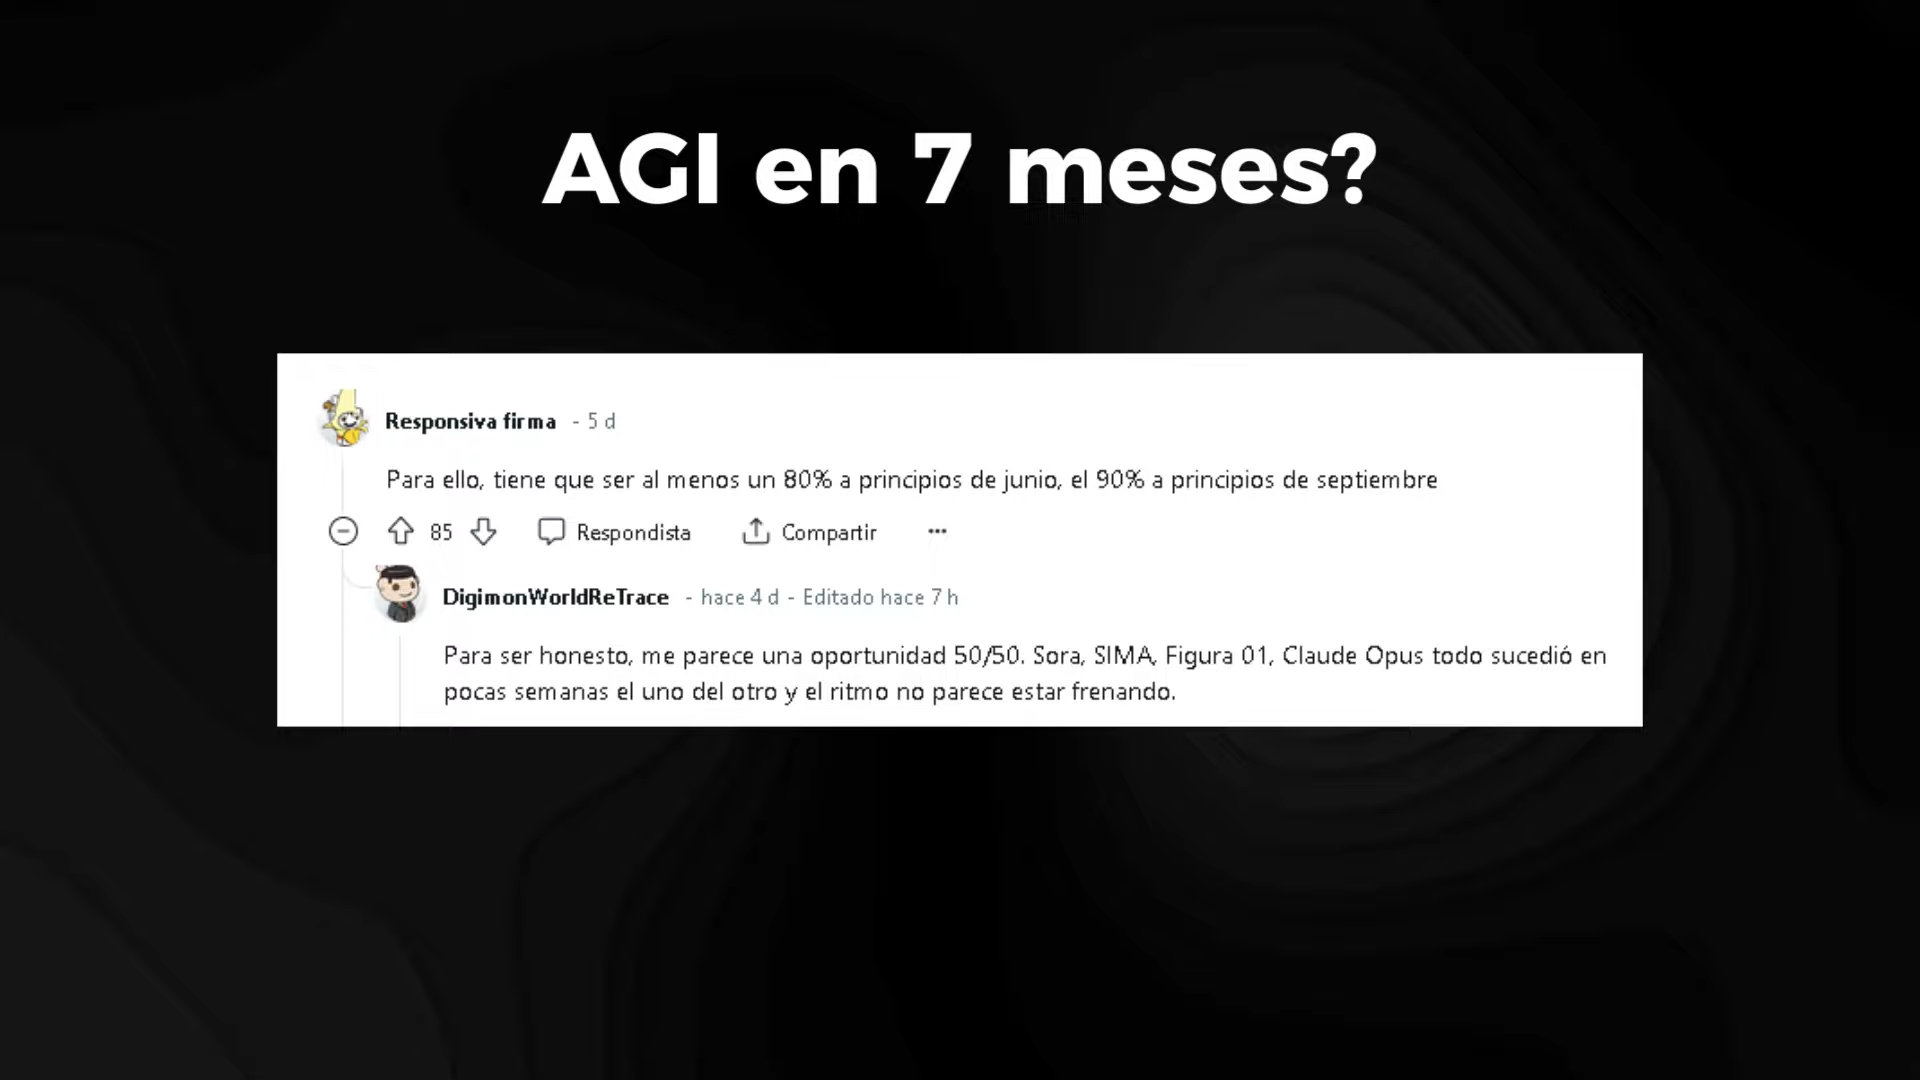 AGI en 7 meses?
Responsiva firma - 5 d
Para ello, tiene que ser al menos un 80% a principios de junio, el 90% a principios de septiembre
85 Respondista Compartir ...
DigimonWorldReTrace - hace 4 d - Editado hace 7 h
Para ser honesto, me parece una oportunidad 50/50. Sora, SIMA, Figura 01, Claude Opus todo sucedió en
pocas semanas el uno del otro y el ritmo no parece estar frenando.